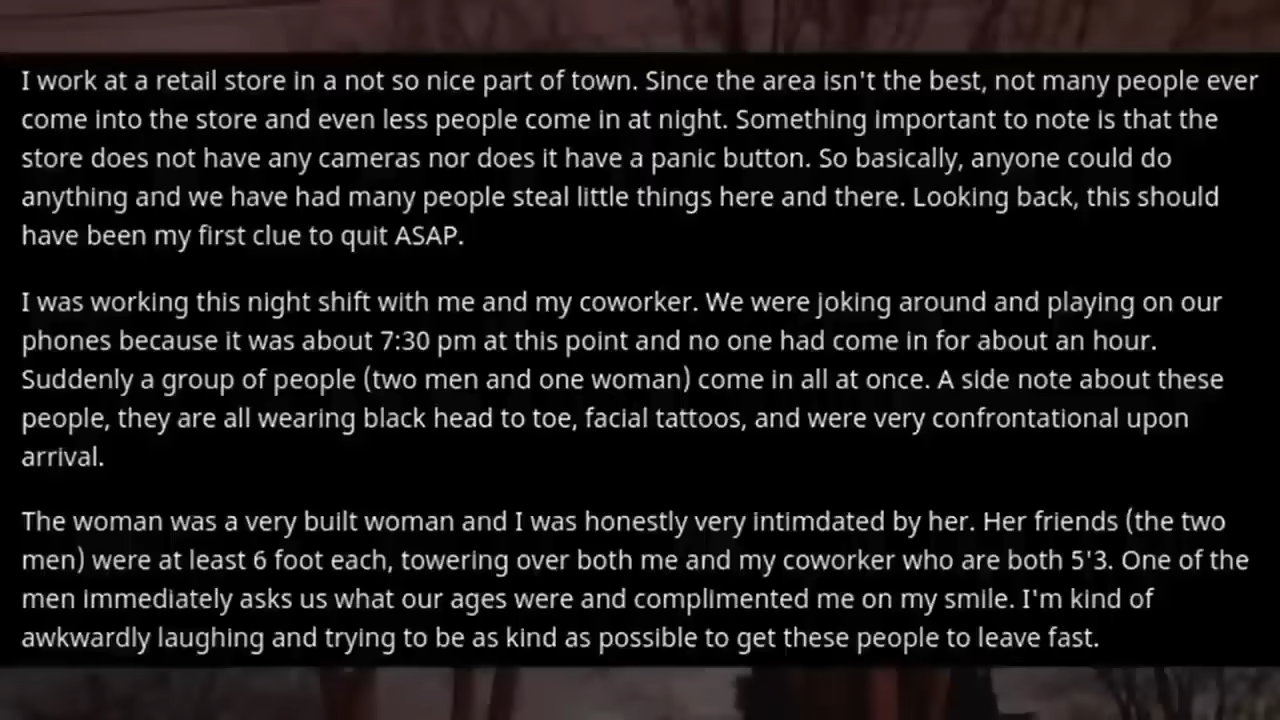 I work at a retail store in a not so nice part of town. Since the area isn't the best, not many people ever
come into the store and even less people come in at night. Something important to note is that the
store does not have any cameras nor does it have a panic button. So basically, anyone could do
anything and we have had many people steal little things here and there. Looking back, this should
have been my first clue to quit ASAP.
I was working this night shift with me and my coworker. We were joking around and playing on our
phones because it was about 7:30 pm at this point and no one had come in for about an hour.
Suddenly a group of people (two men and one woman) come in all at once. A side note about these
people, they are all wearing black head to toe, facial tattoos, and were very confrontational upon
arrival.
The woman was a very built woman and I was honestly very intimdated by her. Her friends (the two
men) were at least 6 foot each, towering over both me and my coworker who are both 5'3. One of the
men immediately asks us what our ages were and complimented me on my smile. I'm kind of
awkwardly laughing and trying to be as kind as possible to get these people to leave fast.